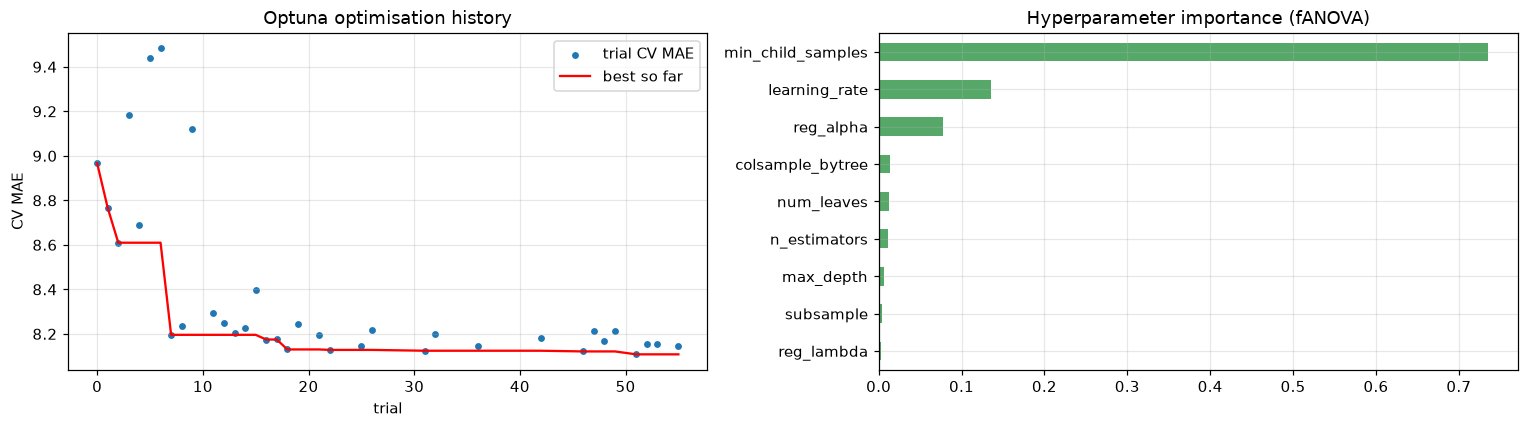 Optuna optimisation history
CV MAE
9.4
9.2
9.0
8.8
8.6
8.4
8.2
trial CV MAE
best so far
0 10 20 30 40 50
trial
Hyperparameter importance (fANOVA)
min_child_samples
learning_rate
reg_alpha
colsample_bytree
num_leaves
n_estimators
max_depth
subsample
reg_lambda
0.0 0.1 0.2 0.3 0.4 0.5 0.6 0.7